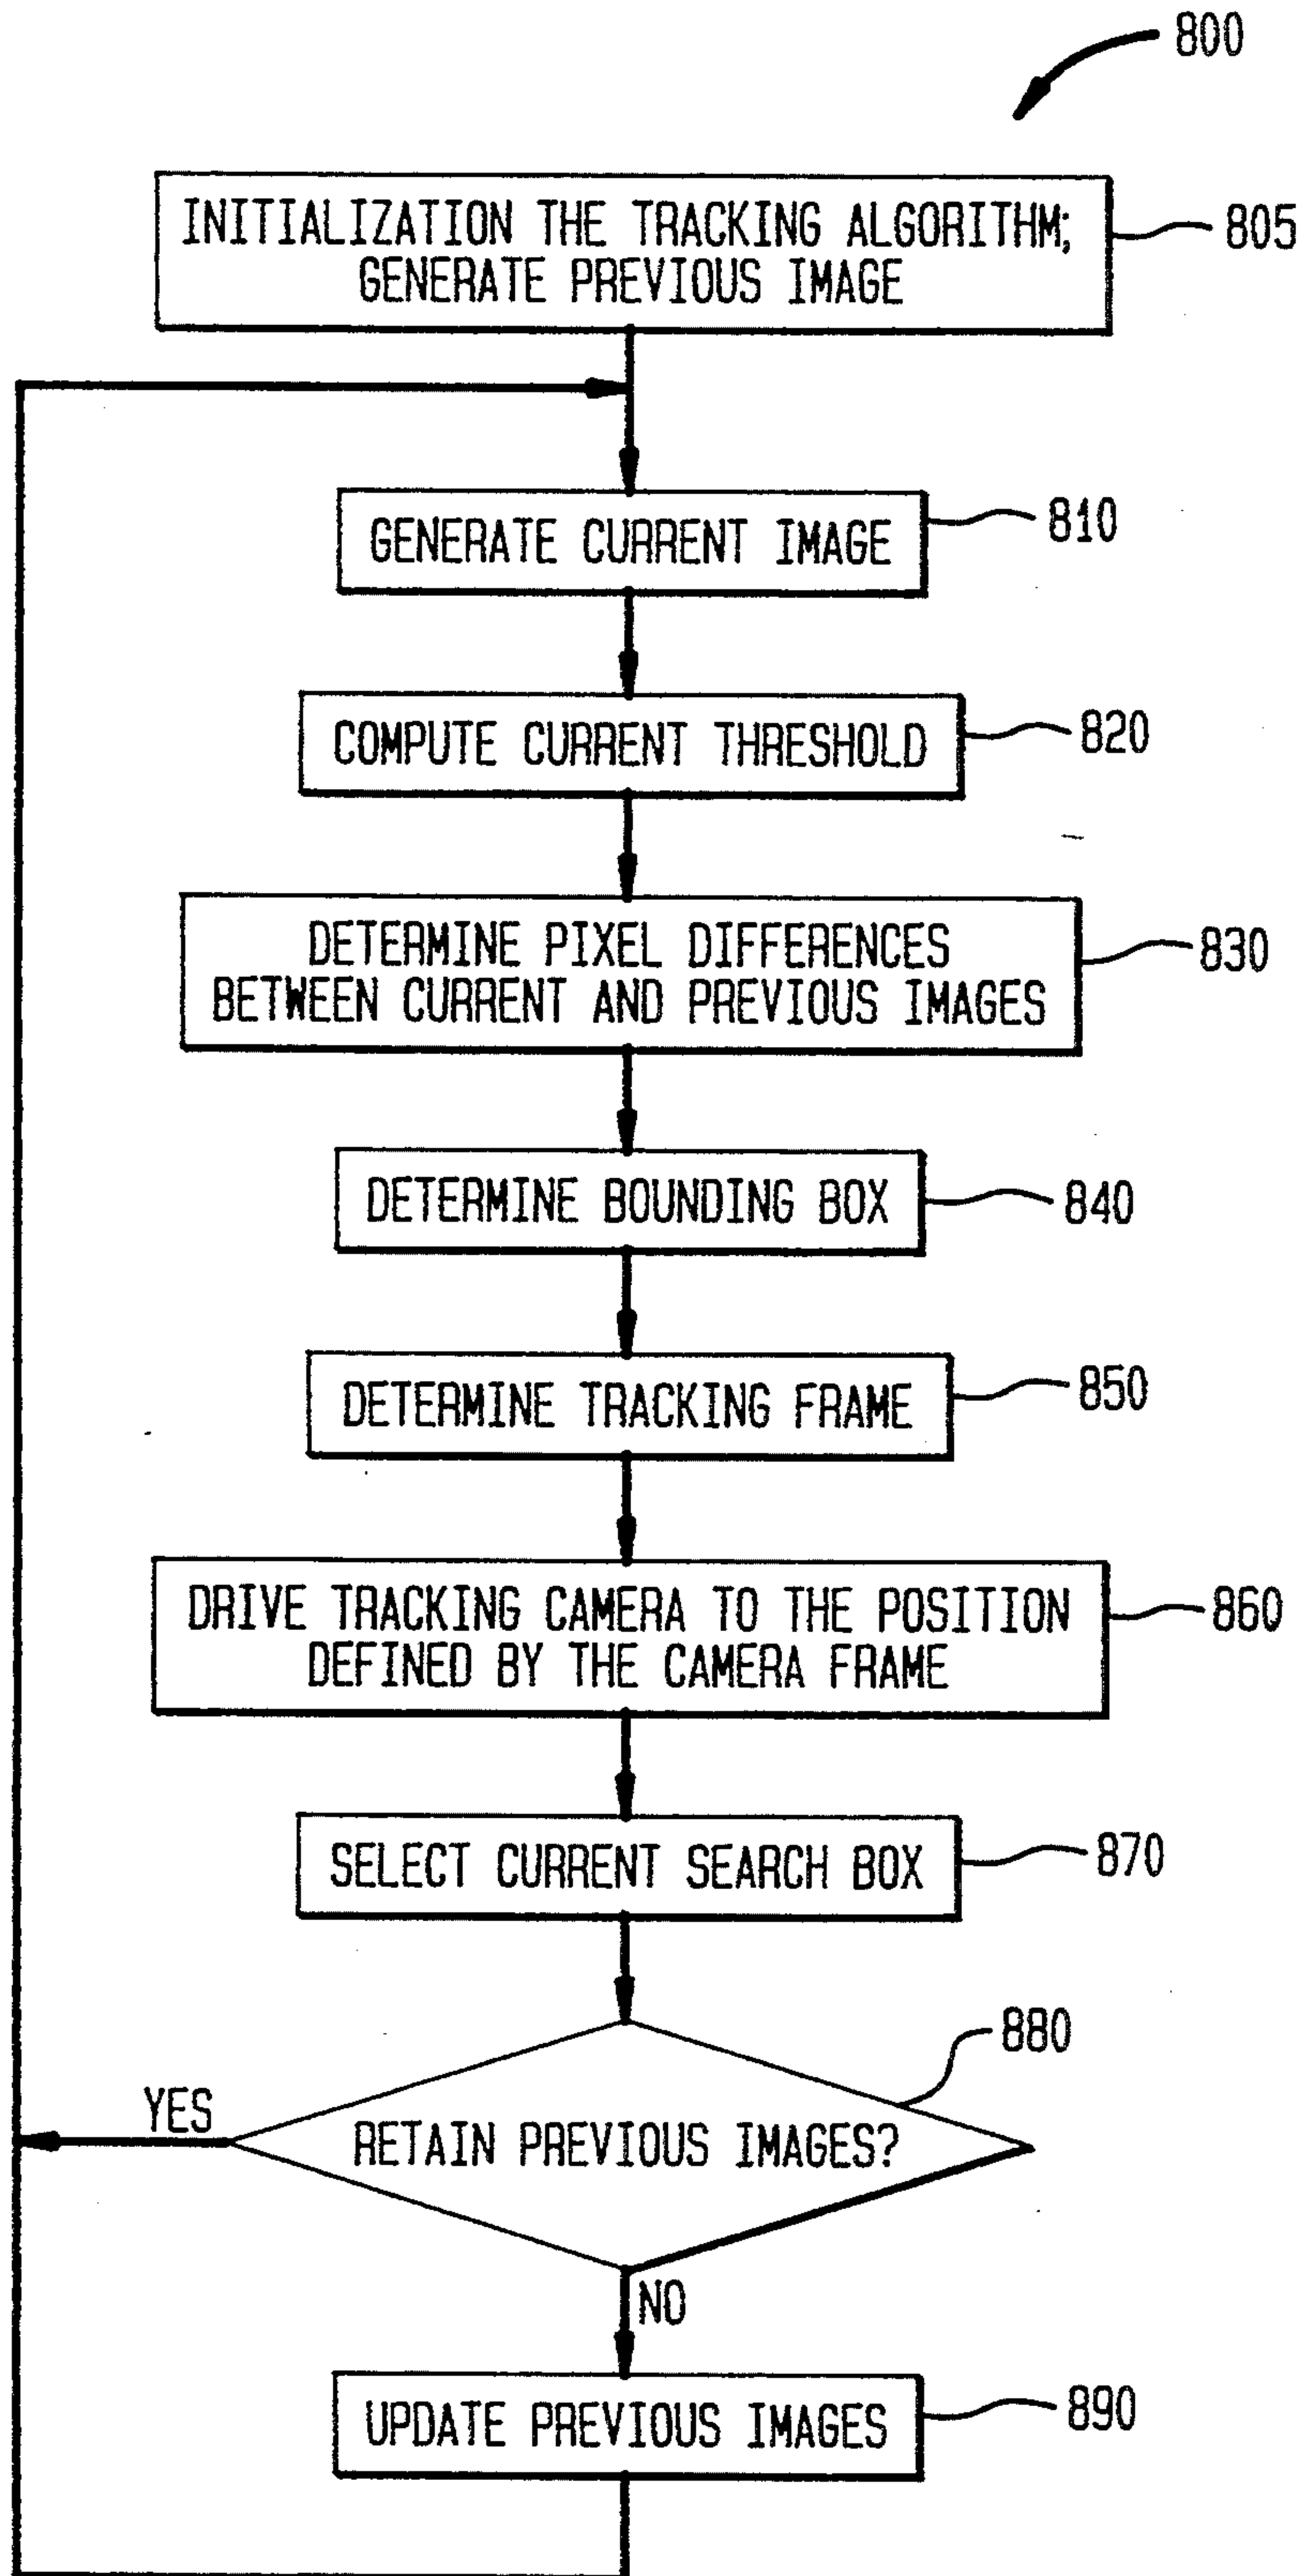 800
INITIALIZATION THE TRACKING ALGORITHM;
GENERATE PREVIOUS IMAGE
805
GENERATE CURRENT IMAGE
810
COMPUTE CURRENT THRESHOLD
820
DETERMINE PIXEL DIFFERENCES
BETWEEN CURRENT AND PREVIOUS IMAGES
830
DETERMINE BOUNDING BOX
840
DETERMINE TRACKING FRAME
850
DRIVE TRACKING CAMERA TO THE POSITION
DEFINED BY THE CAMERA FRAME
860
SELECT CURRENT SEARCH BOX
870
880
YES
RETAIN PREVIOUS IMAGES?
NO
UPDATE PREVIOUS IMAGES
890